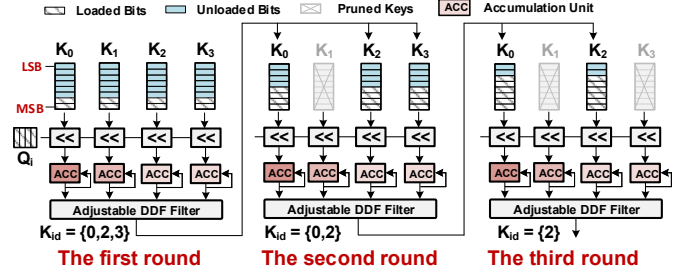 Loaded Bits Unloaded Bits Pruned Keys ACC Accumulation Unit
K0 K1 K2 K3 K0 K1 K2 K3 K0 K1 K2 K3
LSB
MSB
Qi << << << << << << << << << << << <<
ACC ACC ACC ACC ACC ACC ACC ACC ACC ACC ACC ACC
Adjustable DDF Filter Adjustable DDF Filter Adjustable DDF Filter
Kid = {0,2,3} Kid = {0,2} Kid = {2}
The first round The second round The third round